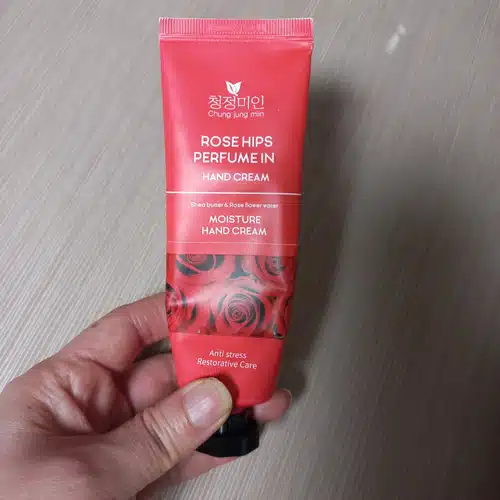 청정미인
Chung jung min
ROSE HIPS
PERFUME IN
HAND CREAM
Shea butter & Rose flower water
MOISTURE
HAND CREAM
Anti stress
Restorative Care